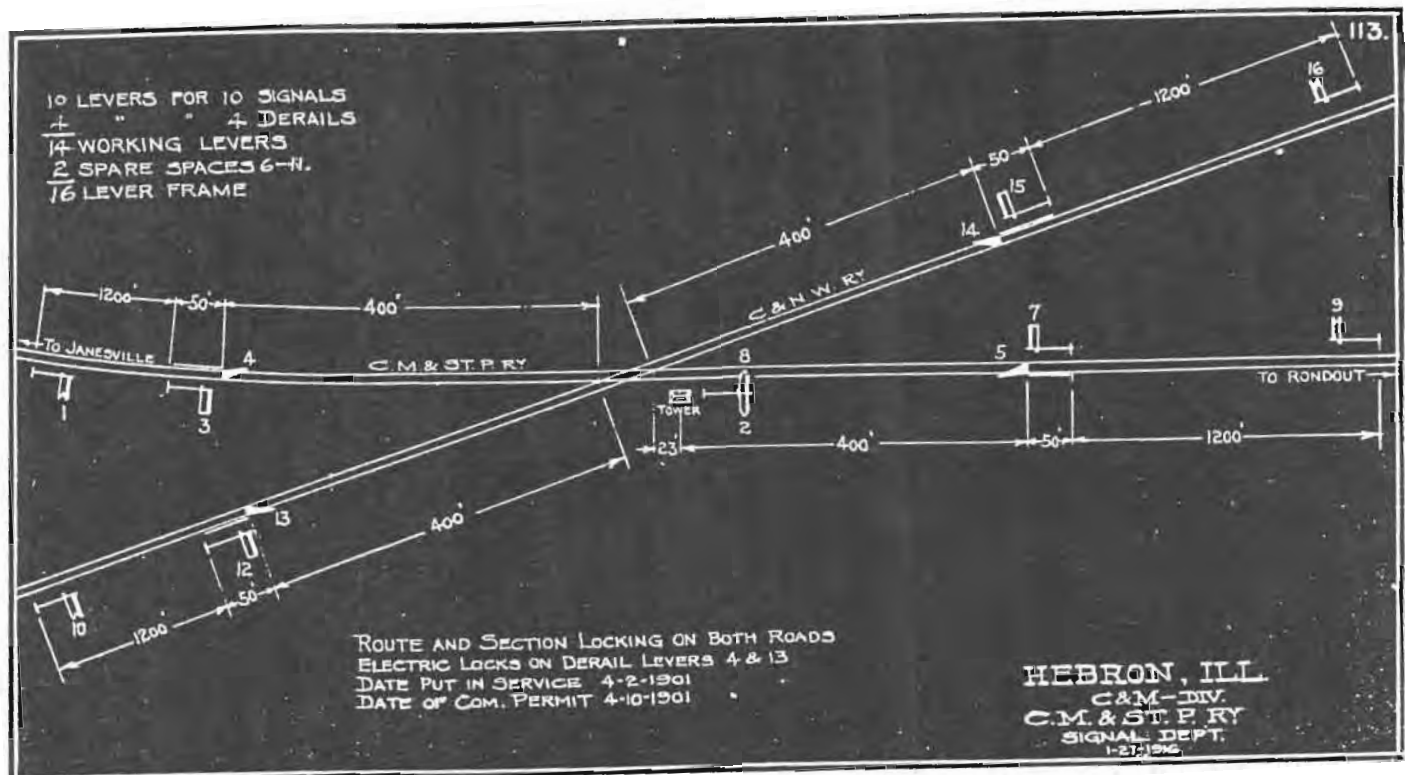 113.
10 LEVERS FOR 10 SIGNALS
4 " " 4 DERAILS
14 WORKING LEVERS
2 SPARE SPACES 6-11.
16 LEVER FRAME
16
1200'
50'
15
400'
14
C & N W. RY
1200'
50'
400'
TO JANESVILLE
4
C. M & ST. P. RY
1
3
7
9
8
5
TO RONDOUT
TOWER
2
23'
400'
50'
1200'
13
400'
12
50'
10
1200'
ROUTE AND SECTION LOCKING ON BOTH ROADS
ELECTRIC LOCKS ON DERAIL LEVERS 4 & 13
DATE PUT IN SERVICE 4-2-1901
DATE OF COM. PERMIT 4-10-1901
HEBRON, ILL.
C&M-DIV.
C. M. & ST. P. RY
SIGNAL DEPT.
1-27-1916